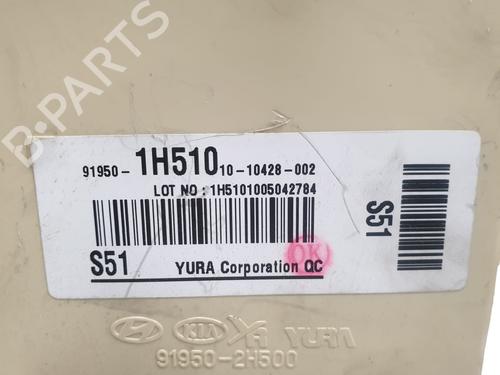 B-PARTS
91950-1H510 10-10428-002
LOT NO : 1H5101005042784
S51 YURA Corporation QC
OK
S51
KIA YURA
91950-2H500